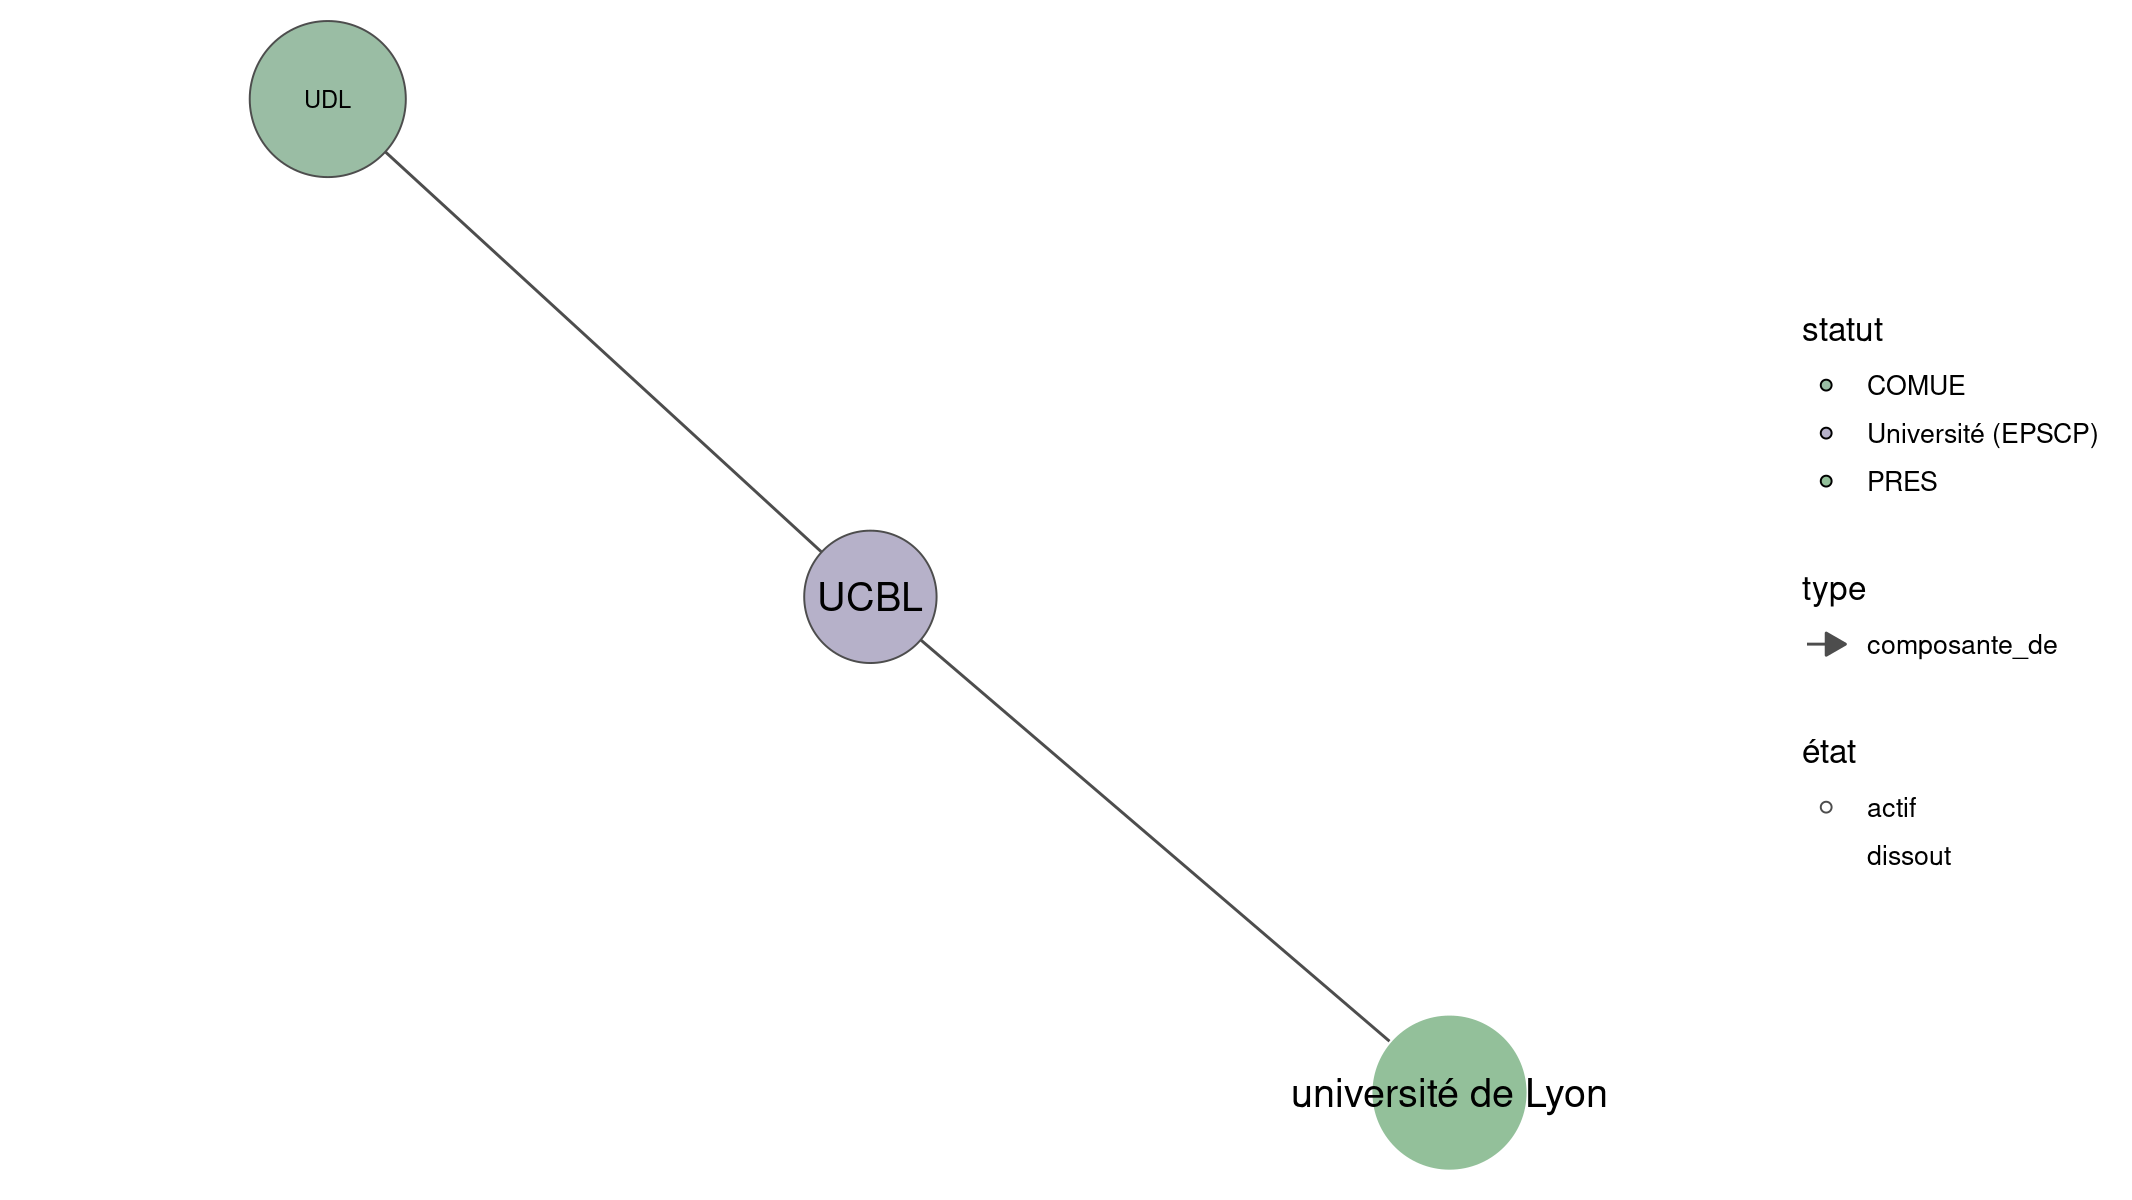 UDL
UCBL
université de Lyon
statut
COMUE
Université (EPSCP)
PRES
type
composante_de
état
actif
dissout